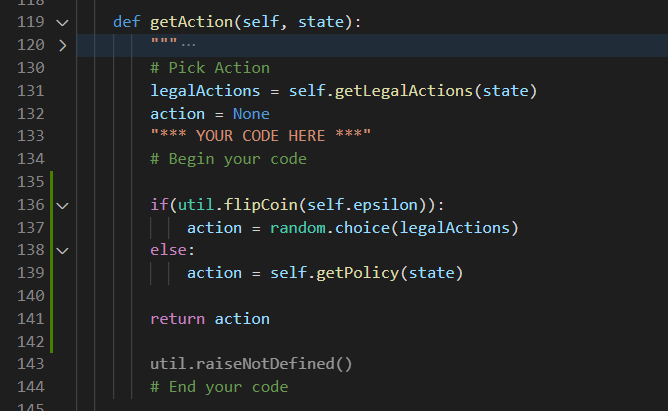 118
119 def getAction(self, state):
120 """ ...
130 # Pick Action
131 legalActions = self.getLegalActions(state)
132 action = None
133 "*** YOUR CODE HERE ***"
134 # Begin your code
135
136 if(util.flipCoin(self.epsilon)):
137 action = random.choice(legalActions)
138 else:
139 action = self.getPolicy(state)
140
141 return action
142
143 util.raiseNotDefined()
144 # End your code